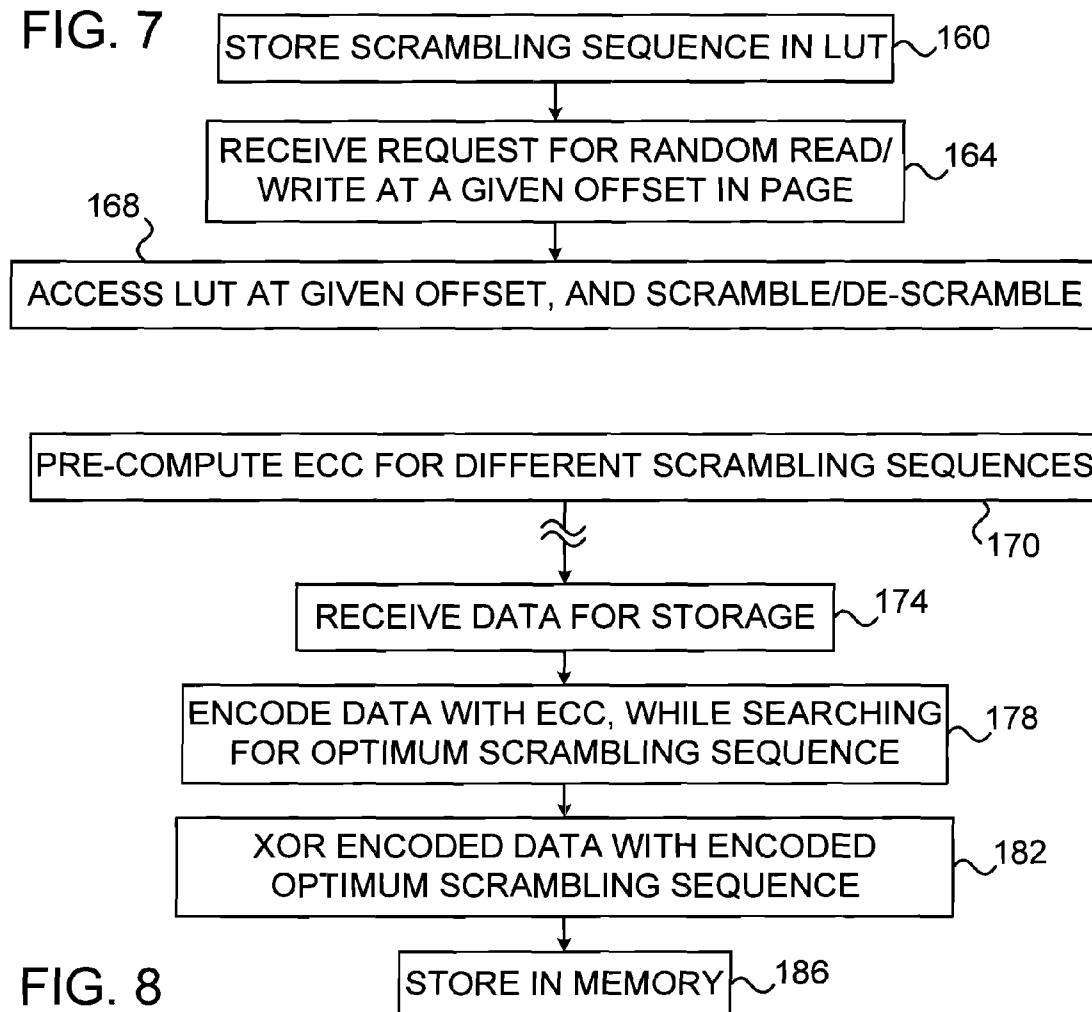 FIG. 7
STORE SCRAMBLING SEQUENCE IN LUT
160
RECEIVE REQUEST FOR RANDOM READ/
WRITE AT A GIVEN OFFSET IN PAGE
164
168
ACCESS LUT AT GIVEN OFFSET, AND SCRAMBLE/DE-SCRAMBLE
PRE-COMPUTE ECC FOR DIFFERENT SCRAMBLING SEQUENCES
170
RECEIVE DATA FOR STORAGE
174
ENCODE DATA WITH ECC, WHILE SEARCHING
FOR OPTIMUM SCRAMBLING SEQUENCE
178
XOR ENCODED DATA WITH ENCODED
OPTIMUM SCRAMBLING SEQUENCE
182
STORE IN MEMORY
186
FIG. 8